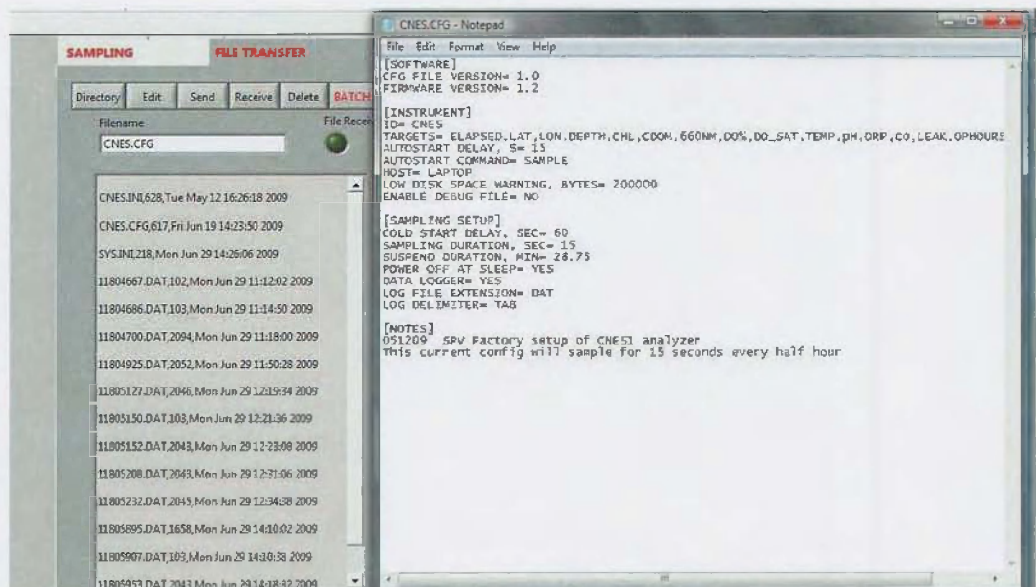 CNES.CFG - Notepad
File Edit Format View Help
SAMPLING
FILE TRANSFER
Directory Edit Send Receive Delete BATCH
Filename
File Recei
CNES.CFG
CNES.INI,628,Tue May 12 16:26:18 2009
CNES.CFG,617,Fri Jun 19 14:23:50 2009
SYS.INI,218,Mon Jun 29 14:26:06 2009
11804667.DAT,102,Mon Jun 29 11:12:02 2009
11804686.DAT,103,Mon Jun 29 11:14:50 2009
11804700.DAT,2094,Mon Jun 29 11:18:00 2009
11804925.DAT,2052,Mon Jun 29 11:50:28 2009
11805127.DAT,2046,Mon Jun 29 12:19:34 2009
11805150.DAT,103,Mon Jun 29 12:21:36 2009
11805152.DAT,2043,Mon Jun 29 12:23:08 2009
11805208.DAT,2043,Mon Jun 29 12:31:06 2009
11805232.DAT,2045,Mon Jun 29 12:34:38 2009
11805895.DAT,1658,Mon Jun 29 14:10:02 2009
11805907.DAT,103,Mon Jun 29 14:10:38 2009
11805953.DAT,2043,Mon Jun 29 14:18:32 2009
[SOFTWARE]
CFG FILE VERSION= 1.0
FIRMWARE VERSION= 1.2
[INSTRUMENT]
ID= CNES
TARGETS= ELAPSED,LAT,LON,DEPTH,CHL,CDOM,660NM,DO%,DO_SAT,TEMP,pH,ORP,CO,LEAK,OPHOURS
AUTOSTART DELAY, S= 15
AUTOSTART COMMAND= SAMPLE
HOST= LAPTOP
LOW DISK SPACE WARNING, BYTES= 200000
ENABLE DEBUG FILE= NO
[SAMPLING SETUP]
COLD START DELAY, SEC= 60
SAMPLING DURATION, SEC= 15
SUSPEND DURATION, MIN= 28.75
POWER OFF AT SLEEP= YES
DATA LOGGER= YES
LOG FILE EXTENSION= DAT
LOG DELIMITER= TAB
[NOTES]
051209 SPV Factory setup of CNES1 analyzer
This current config will sample for 15 seconds every half hour